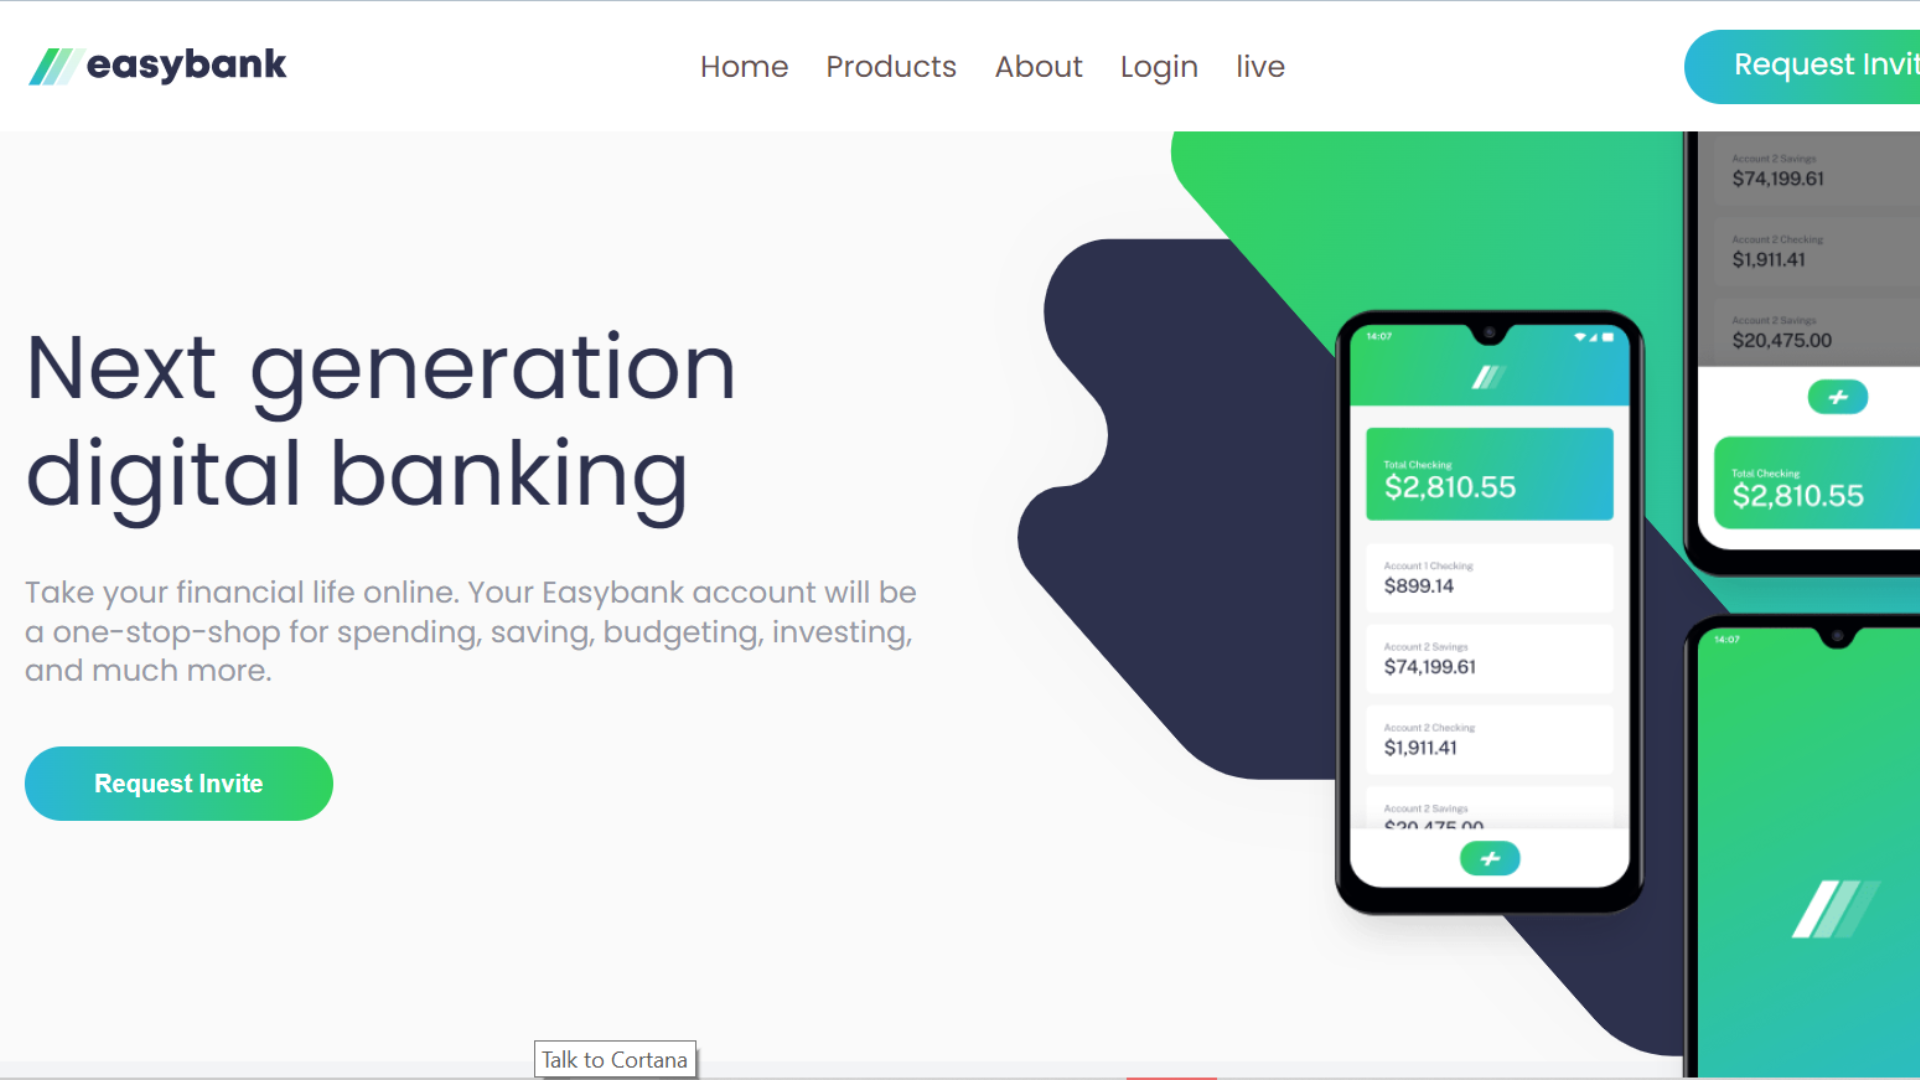 easybank
Home Products About Login live
Request Invit
Next generation
digital banking
Take your financial life online. Your Easybank account will be
a one-stop-shop for spending, saving, budgeting, investing,
and much more.
Request Invite
14:07
Total Checking
$2,810.55
Account 1 Checking
$899.14
Account 2 Savings
$74,199.61
Account 2 Checking
$1,911.41
Account 2 Savings
$20,475.00
Account 2 Savings
$74,199.61
Account 2 Checking
$1,911.41
Account 2 Savings
$20,475.00
Total Checking
$2,810.55
14:07
Talk to Cortana